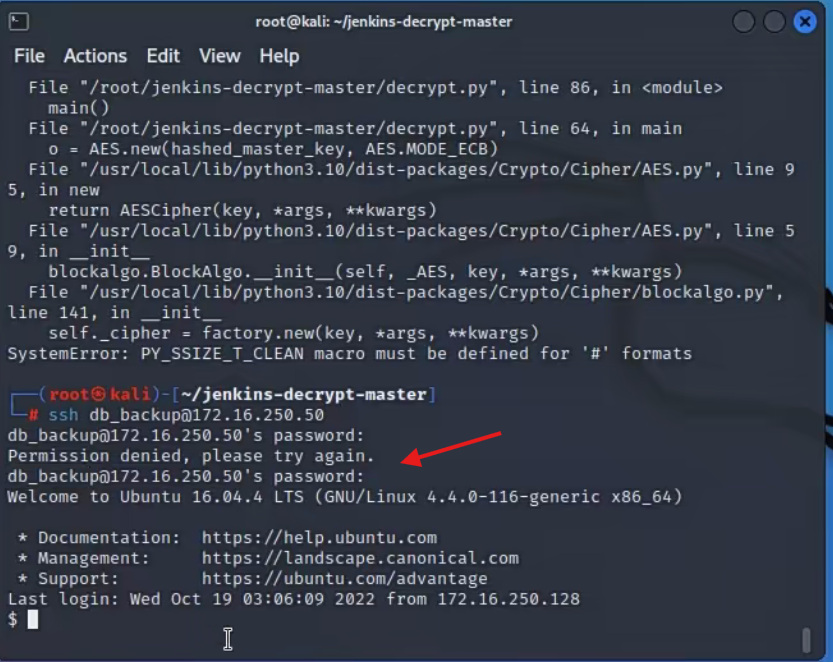 root@kali: ~/jenkins-decrypt-master
File Actions Edit View Help
File "/root/jenkins-decrypt-master/decrypt.py", line 86, in <module>
main()
File "/root/jenkins-decrypt-master/decrypt.py", line 64, in main
o = AES.new(hashed_master_key, AES.MODE_ECB)
File "/usr/local/lib/python3.10/dist-packages/Crypto/Cipher/AES.py", line 9
5, in new
return AESCipher(key, *args, **kwargs)
File "/usr/local/lib/python3.10/dist-packages/Crypto/Cipher/AES.py", line 5
9, in __init__
blockalgo.BlockAlgo.__init__(self, _AES, key, *args, **kwargs)
File "/usr/local/lib/python3.10/dist-packages/Crypto/Cipher/blockalgo.py",
line 141, in __init__
self._cipher = factory.new(key, *args, **kwargs)
SystemError: PY_SSIZE_T_CLEAN macro must be defined for '#' formats
┌──(root㉿kali)-[~/jenkins-decrypt-master]
└─# ssh db_backup@172.16.250.50
db_backup@172.16.250.50's password:
Permission denied, please try again.
db_backup@172.16.250.50's password:
Welcome to Ubuntu 16.04.4 LTS (GNU/Linux 4.4.0-116-generic x86_64)
* Documentation: https://help.ubuntu.com
* Management: https://landscape.canonical.com
* Support: https://ubuntu.com/advantage
Last login: Wed Oct 19 03:06:09 2022 from 172.16.250.128
$